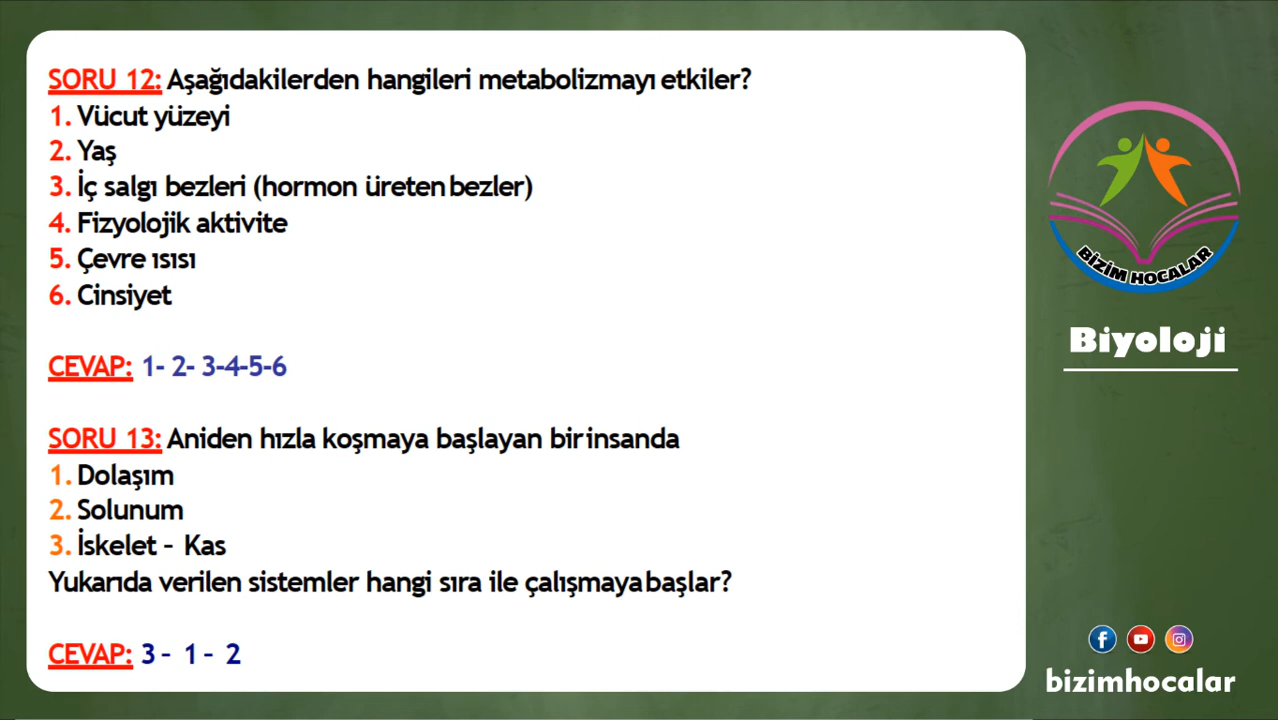 SORU 12: Aşağıdakilerden hangileri metabolizmayı etkiler?
1. Vücut yüzeyi
2. Yaş
3. İç salgı bezleri (hormon üreten bezler)
4. Fizyolojik aktivite
5. Çevre ısısı
6. Cinsiyet
CEVAP: 1- 2- 3-4-5-6
SORU 13: Aniden hızla koşmaya başlayan bir insanda
1. Dolaşım
2. Solunum
3. İskelet – Kas
Yukarıda verilen sistemler hangi sıra ile çalışmaya başlar?
CEVAP: 3 – 1 – 2
BİZİM HOCALAR
Biyoloji
bizimhocalar